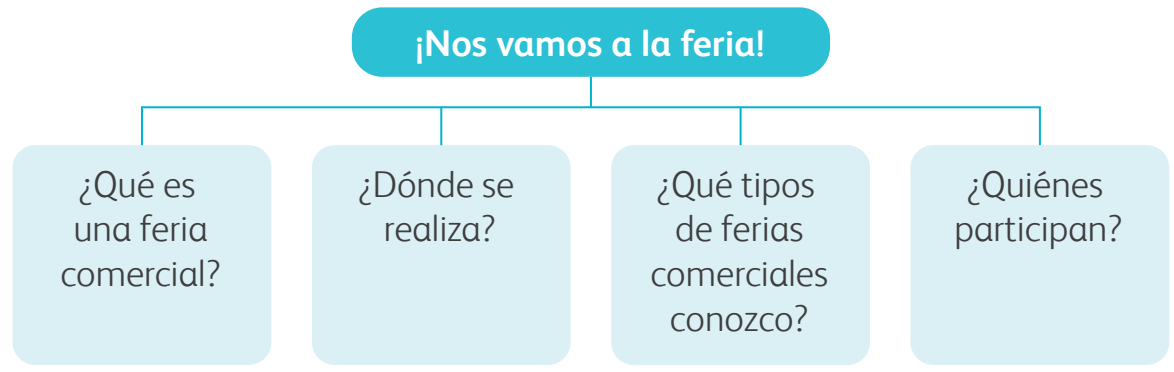 ¡Nos vamos a la feria!
¿Qué es
una feria
comercial?
¿Dónde se
realiza?
¿Qué tipos
de ferias
comerciales
conozco?
¿Quiénes
participan?